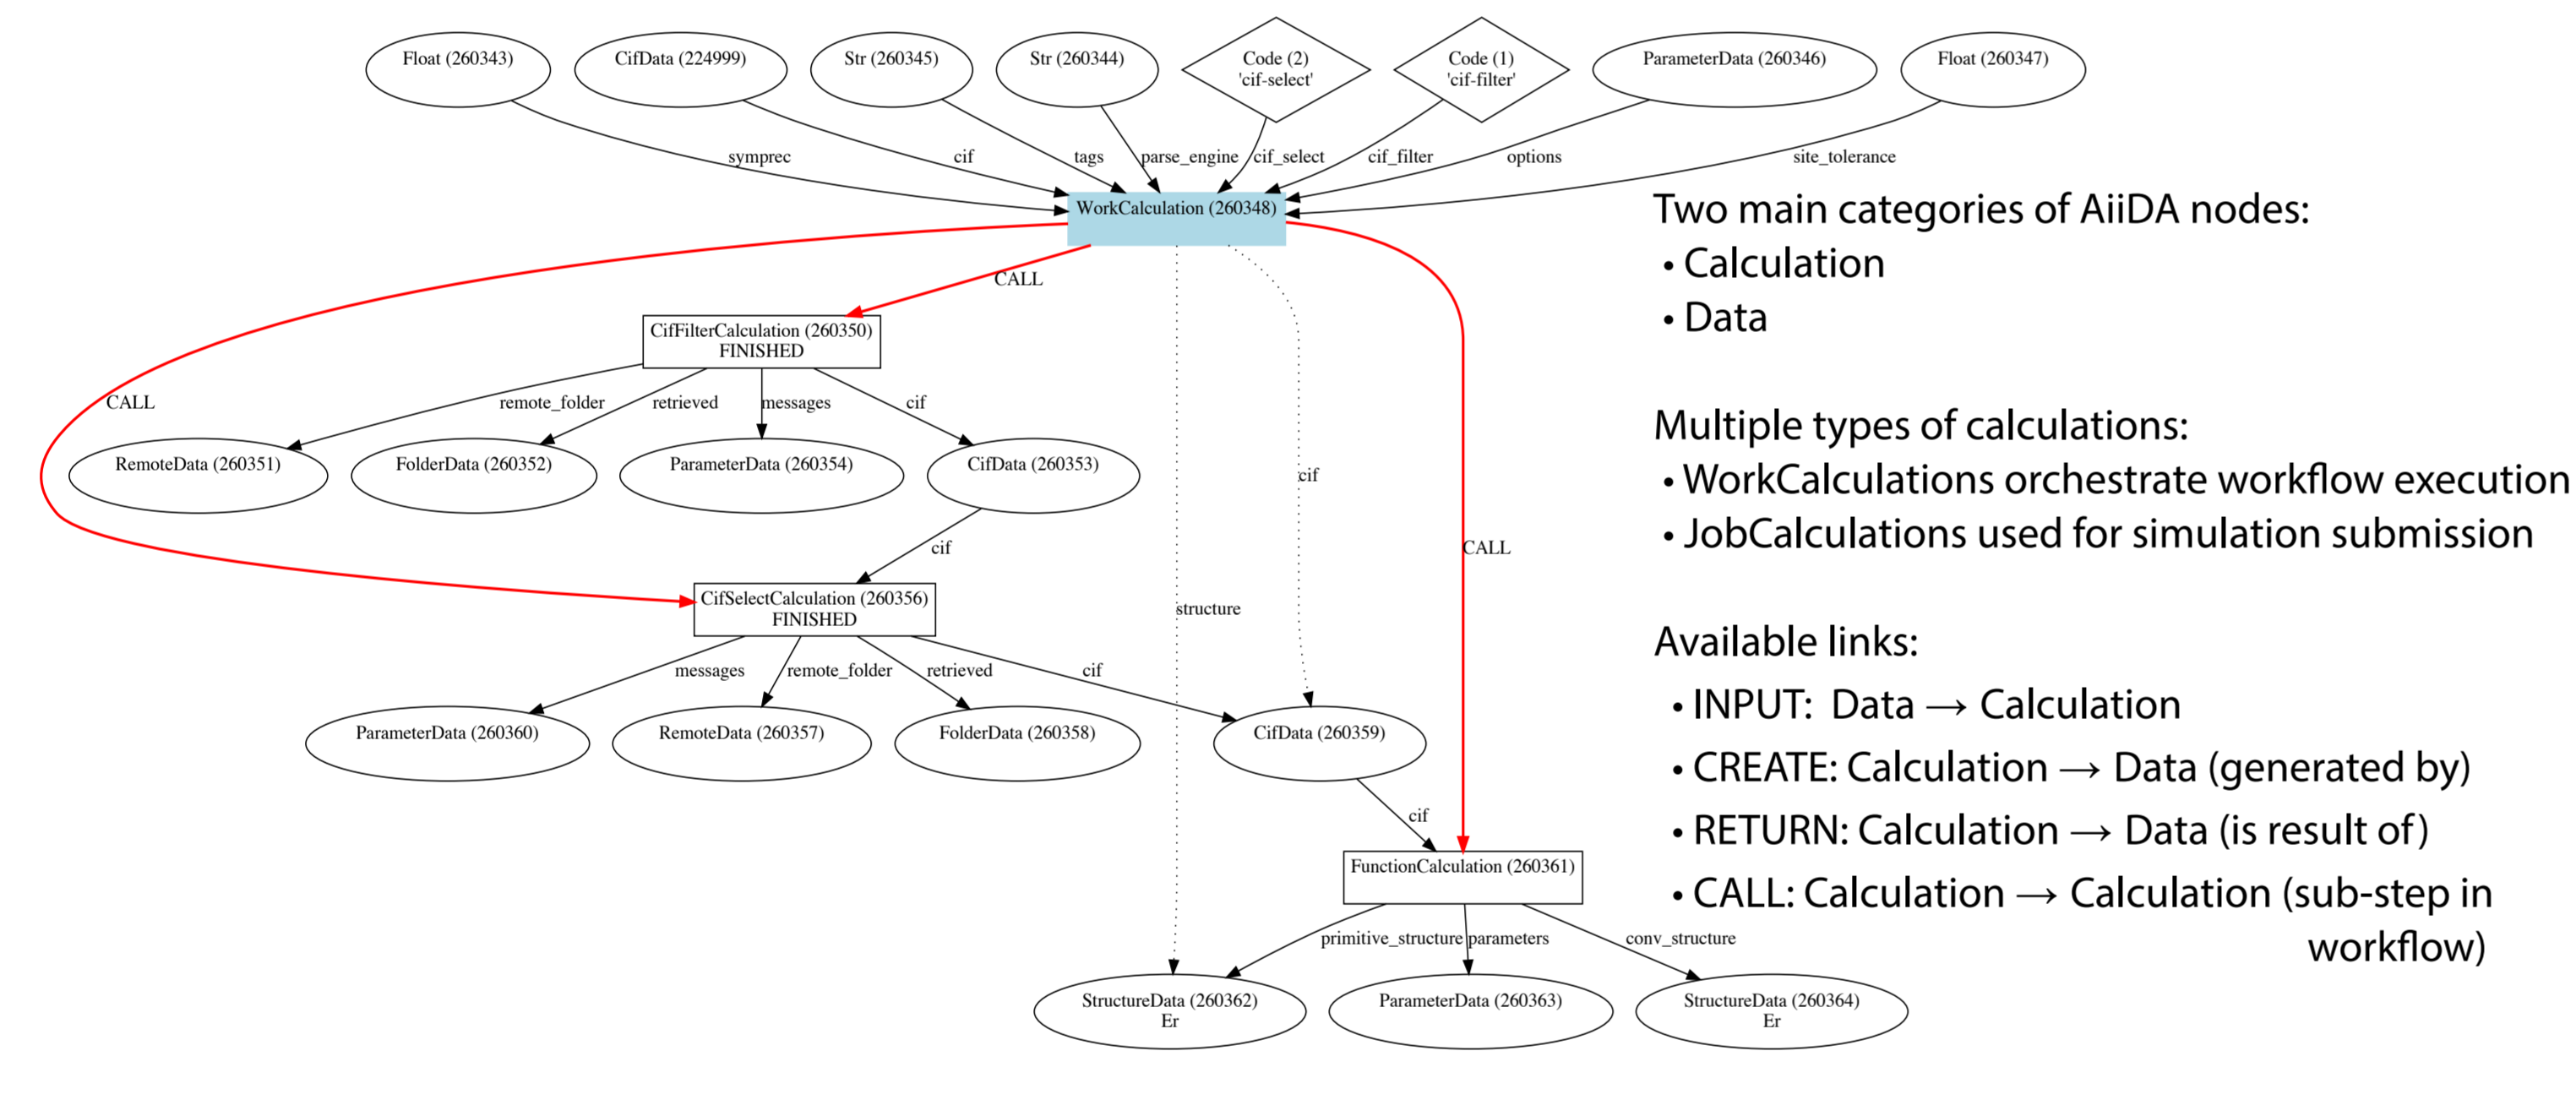 Float (260343)
CifData (224999)
Str (260345)
Str (260344)
Code (2)
'cif-select'
Code (1)
'cif-filter'
ParameterData (260346)
Float (260347)
symprec
cif
tags
parse_engine
cif_select
cif_filter
options
site_tolerance
WorkCalculation (260348)
CALL
CifFilterCalculation (260350)
FINISHED
CALL
remote_folder
retrieved
messages
cif
RemoteData (260351)
FolderData (260352)
ParameterData (260354)
CifData (260353)
cif
cif
CALL
CifSelectCalculation (260356)
FINISHED
structure
messages
remote_folder
retrieved
cif
ParameterData (260360)
RemoteData (260357)
FolderData (260358)
CifData (260359)
cif
FunctionCalculation (260361)
primitive_structure
parameters
conv_structure
StructureData (260362)
Er
ParameterData (260363)
StructureData (260364)
Er
Two main categories of AiiDA nodes:
• Calculation
• Data
Multiple types of calculations:
• WorkCalculations orchestrate workflow execution
• JobCalculations used for simulation submission
Available links:
• INPUT: Data → Calculation
• CREATE: Calculation → Data (generated by)
• RETURN: Calculation → Data (is result of)
• CALL: Calculation → Calculation (sub-step in
workflow)